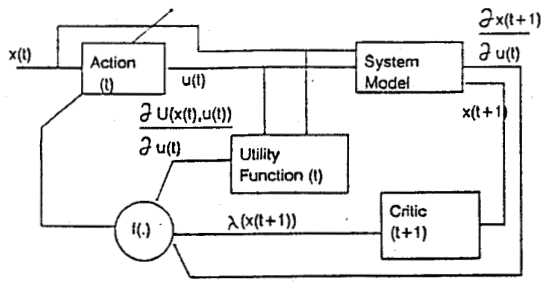 ∂ x(t+1)
∂ u(t)
x(t)
Action
(t)
u(t)
System
Model
x(t+1)
∂ U(x(t),u(t))
∂ u(t)
Utility
Function (t)
f(.)
λ(x(t+1))
Critic
(t+1)